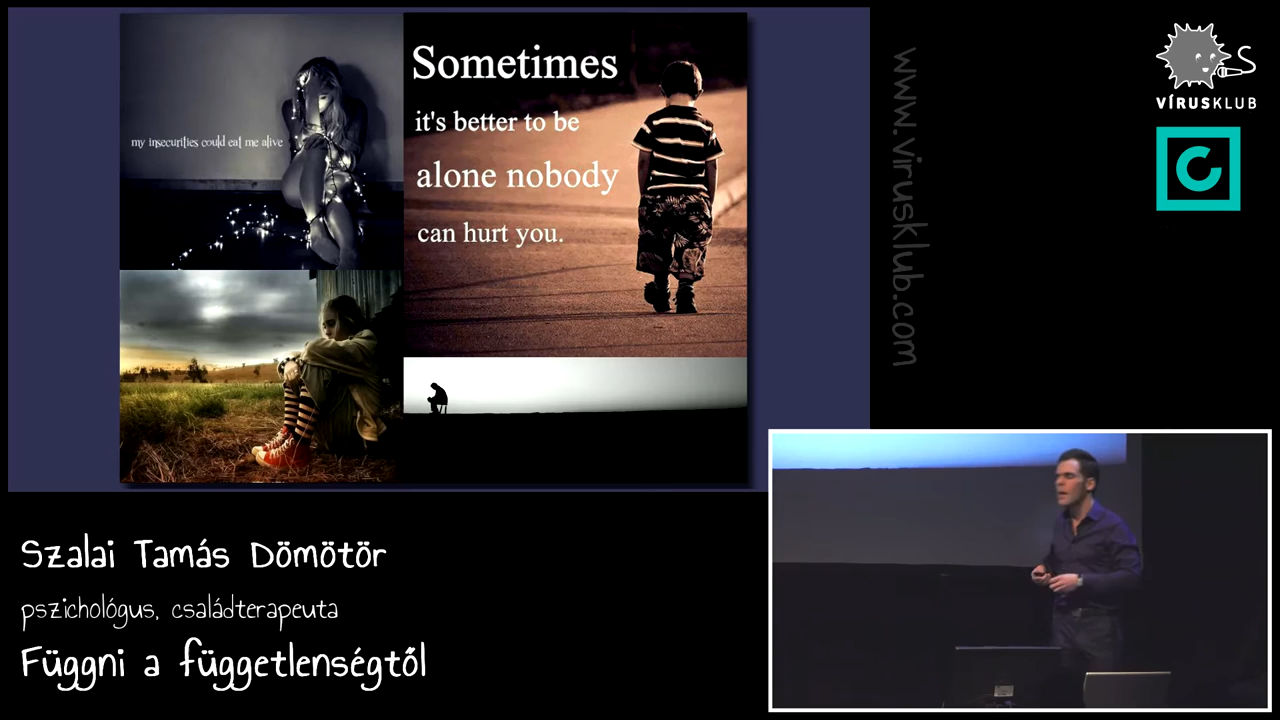 my insecurities could eat me alive
Sometimes
it's better to be
alone nobody
can hurt you.
www.virusklub.com
VÍRUSKLUB
Szalai Tamás Dömötör
pszichológus, családterapeuta
Függni a függetlenségtől